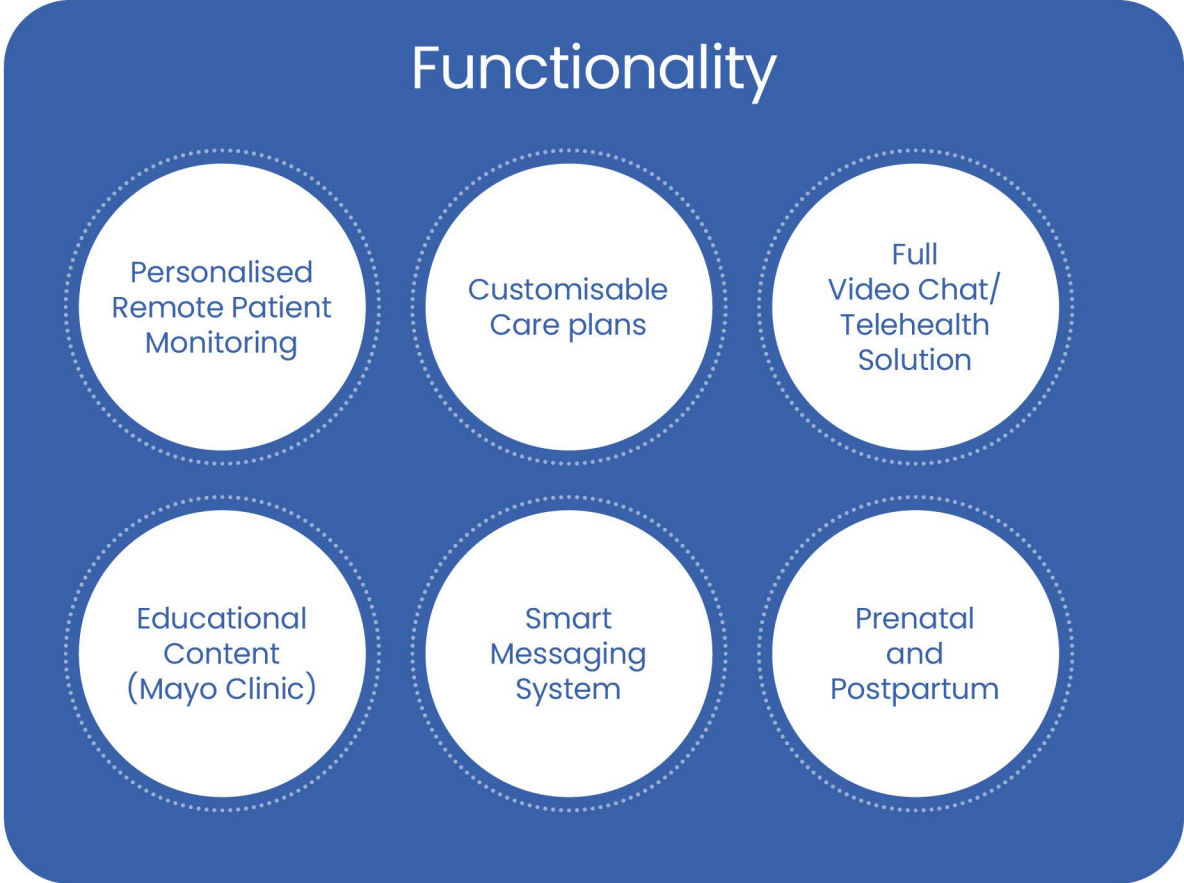 Functionality
Personalised
Remote Patient
Monitoring
Customisable
Care plans
Full
Video Chat/
Telehealth
Solution
Educational
Content
(Mayo Clinic)
Smart
Messaging
System
Prenatal
and
Postpartum